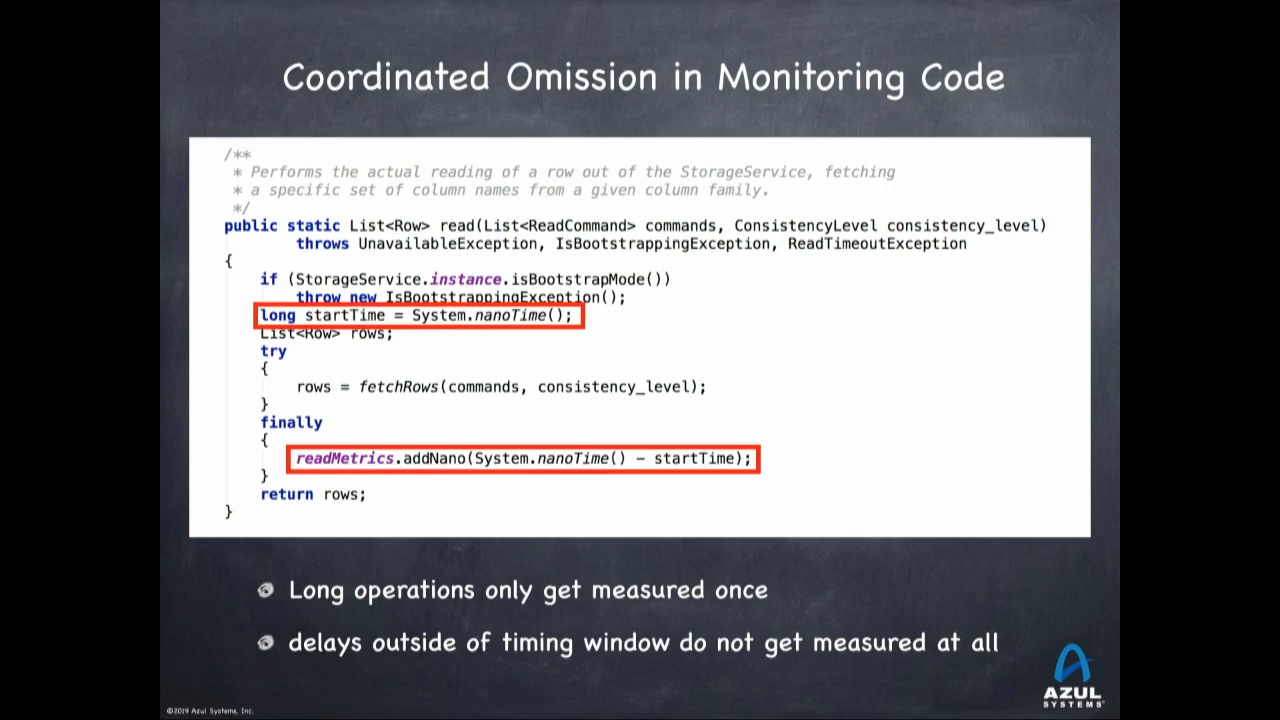 Coordinated Omission in Monitoring Code
/**
 * Performs the actual reading of a row out of the StorageService, fetching
 * a specific set of column names from a given column family.
 */
public static List<Row> read(List<ReadCommand> commands, ConsistencyLevel consistency_level)
        throws UnavailableException, IsBootstrappingException, ReadTimeoutException
{
    if (StorageService.instance.isBootstrapMode())
        throw new IsBootstrappingException();
    long startTime = System.nanoTime();
    List<Row> rows;
    try
    {
        rows = fetchRows(commands, consistency_level);
    }
    finally
    {
        readMetrics.addNano(System.nanoTime() - startTime);
    }
    return rows;
}
Long operations only get measured once
delays outside of timing window do not get measured at all
©2019 Azul Systems, Inc.
AZUL
SYSTEMS